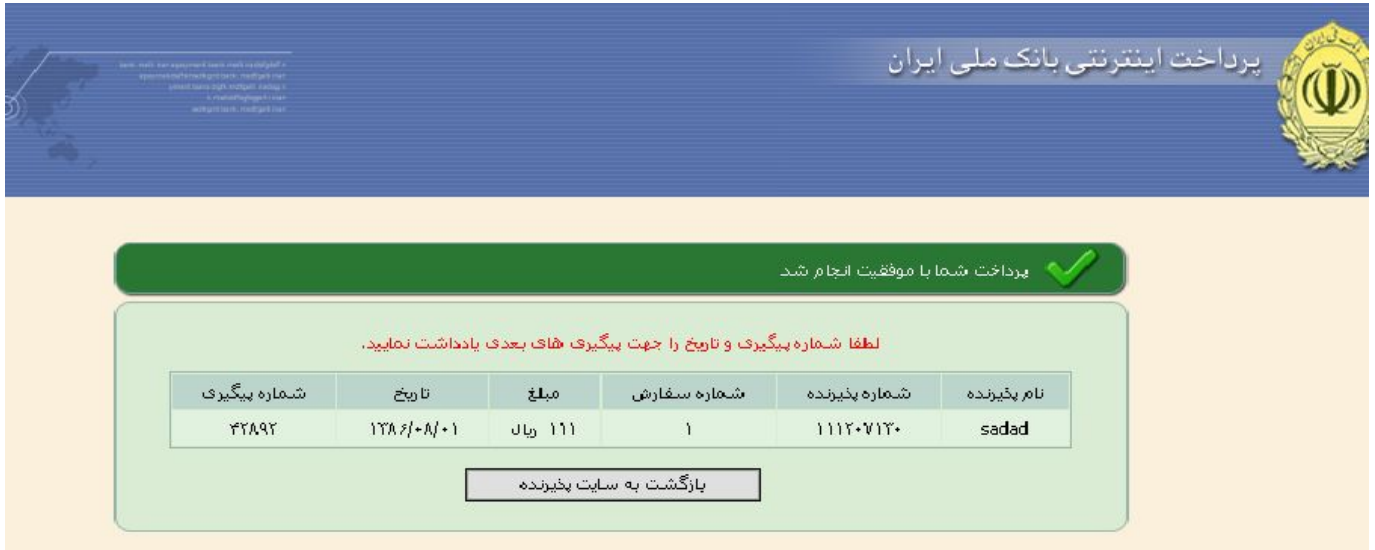 پرداخت اینترنتی بانک ملی ایران
پرداخت شما با موفقیت انجام شد
لطفا شماره پیگیری و تاریخ را جهت پیگیری های بعدی یادداشت نمایید.
نام پذیرنده شماره پذیرنده شماره سفارش مبلغ تاریخ شماره پیگیری
sadad ۱۱۱۲۰۷۱۳۰ ۱ ۱۱۱ ریال ۱۳۸۶/۰۸/۰۱ ۴۲۸۹۲
بازگشت به سایت پذیرنده